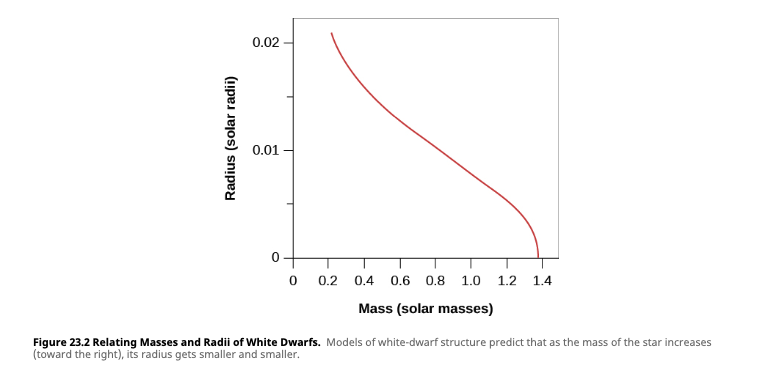 0.02
0.01
0
Radius (solar radii)
0 0.2 0.4 0.6 0.8 1.0 1.2 1.4
Mass (solar masses)
Figure 23.2 Relating Masses and Radii of White Dwarfs. Models of white-dwarf structure predict that as the mass of the star increases
(toward the right), its radius gets smaller and smaller.